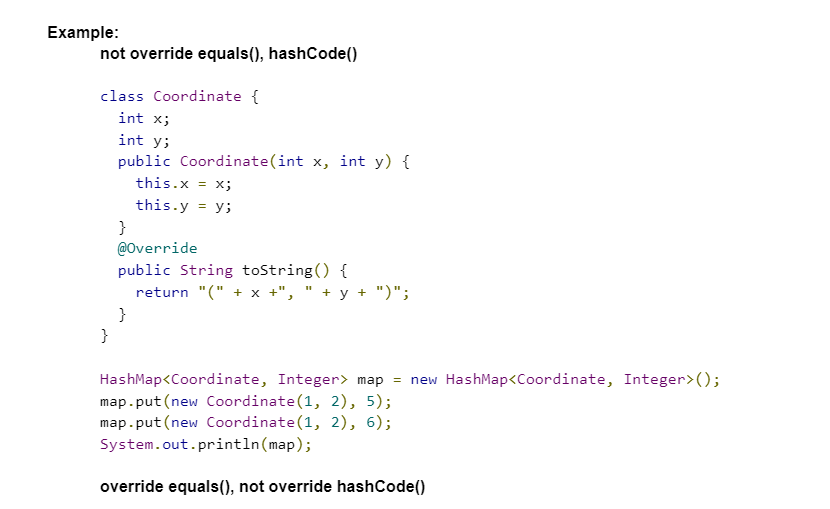 Example:
not override equals(), hashCode()
class Coordinate {
int x;
int y;
public Coordinate(int x, int y) {
this.x = x;
this.y = y;
}
@Override
public String toString() {
return "(" + x +", " + y + ")";
}
}
HashMap<Coordinate, Integer> map = new HashMap<Coordinate, Integer>();
map.put(new Coordinate(1, 2), 5);
map.put(new Coordinate(1, 2), 6);
System.out.println(map);
override equals(), not override hashCode()